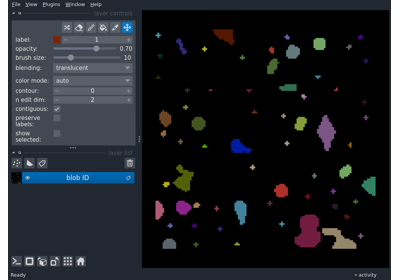 File View Plugins Window Help
layer controls
label: 1
opacity: 0.70
brush size: 10
blending: translucent
color mode: auto
contour: 0
n edit dim: 2
contiguous:
preserve labels:
show selected:
layer list
blob ID
Ready
activity